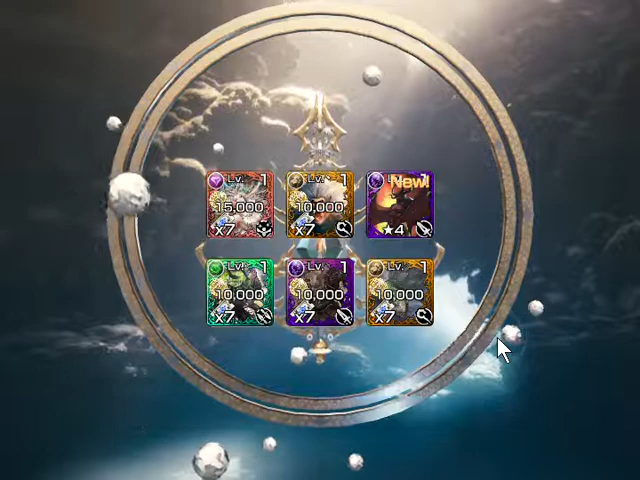 Lv. 1
15,000
x7
Lv. 1
10,000
x7
New!
★4
Lv. 1
10,000
x7
Lv. 1
10,000
x7
Lv. 1
10,000
x7